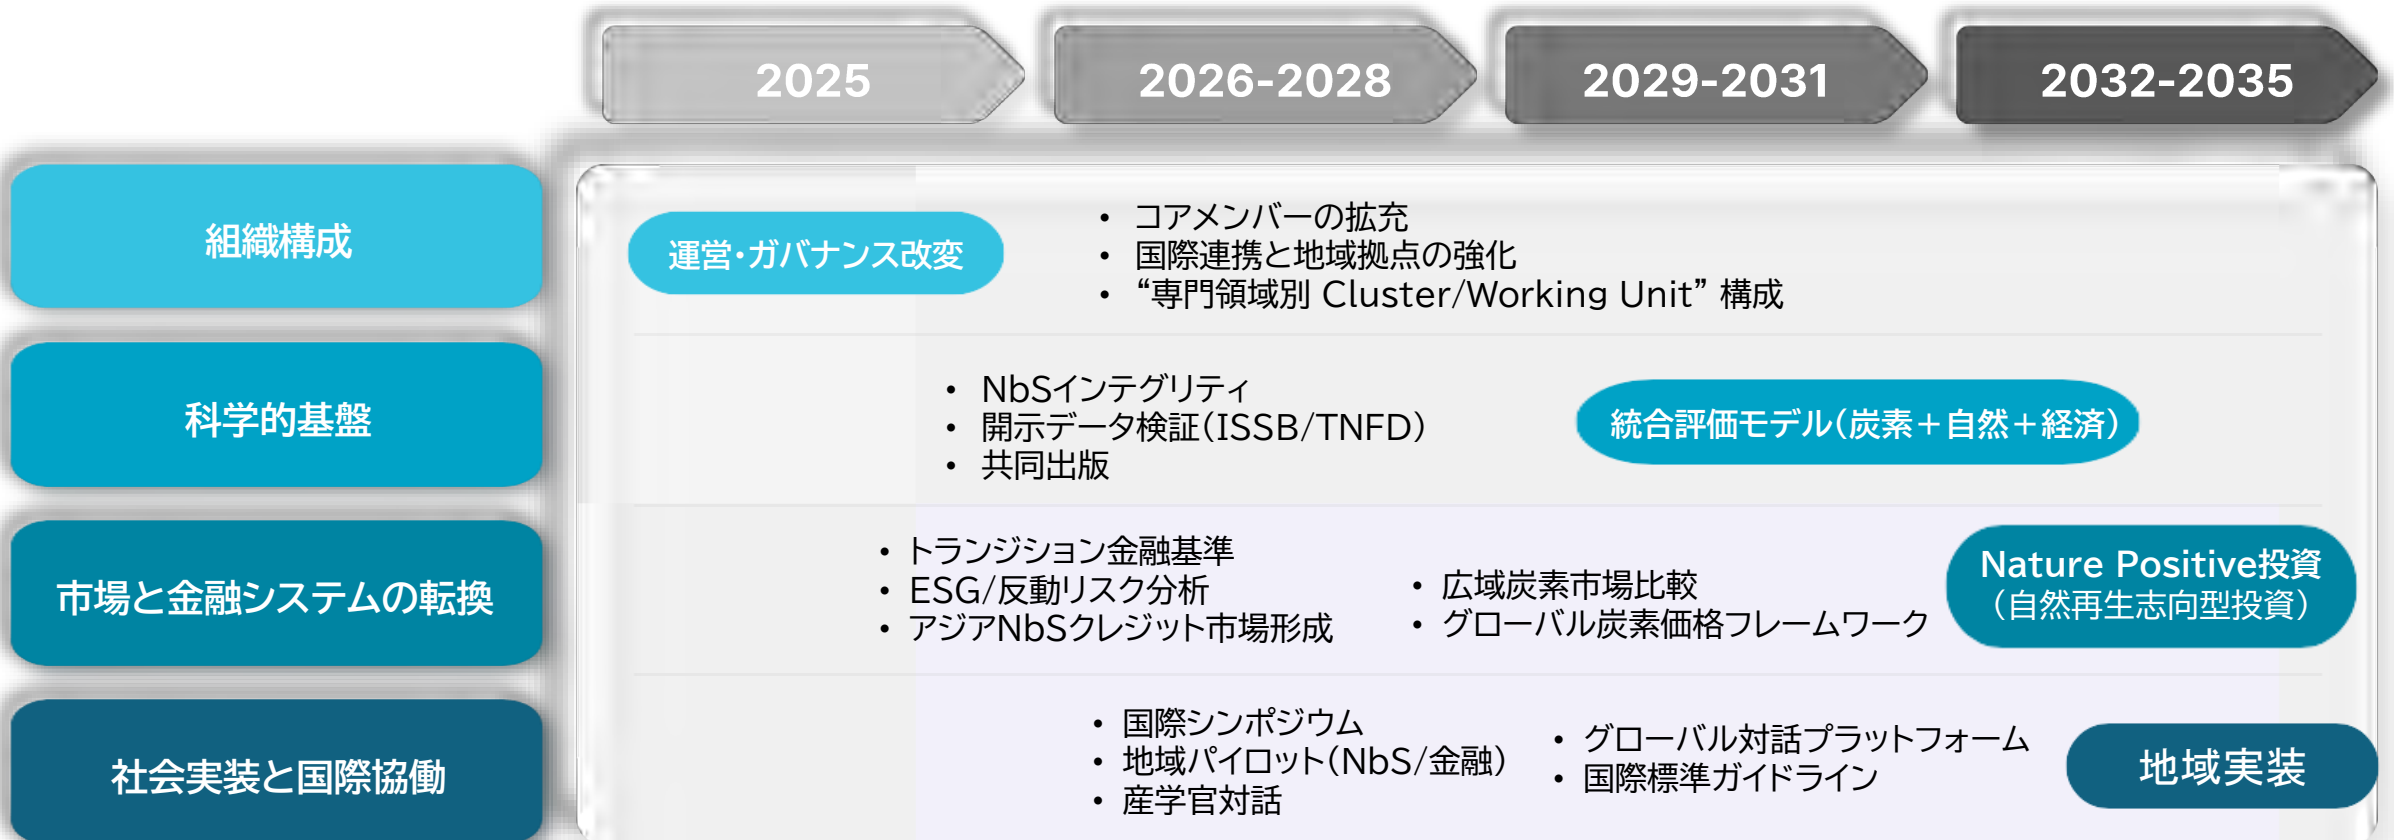 2025
2026-2028
2029-2031
2032-2035
組織構成
運営・ガバナンス改変
• コアメンバーの拡充
• 国際連携と地域拠点の強化
• “専門領域別 Cluster/Working Unit” 構成
科学的基盤
• NbSインテグリティ
• 開示データ検証（ISSB/TNFD）
• 共同出版
統合評価モデル（炭素＋自然＋経済）
市場と金融システムの転換
• トランジション金融基準
• ESG/反動リスク分析
• アジアNbSクレジット市場形成
• 広域炭素市場比較
• グローバル炭素価格フレームワーク
Nature Positive投資
（自然再生志向型投資）
社会実装と国際協働
• 国際シンポジウム
• 地域パイロット（NbS/金融）
• 産学官対話
• グローバル対話プラットフォーム
• 国際標準ガイドライン
地域実装